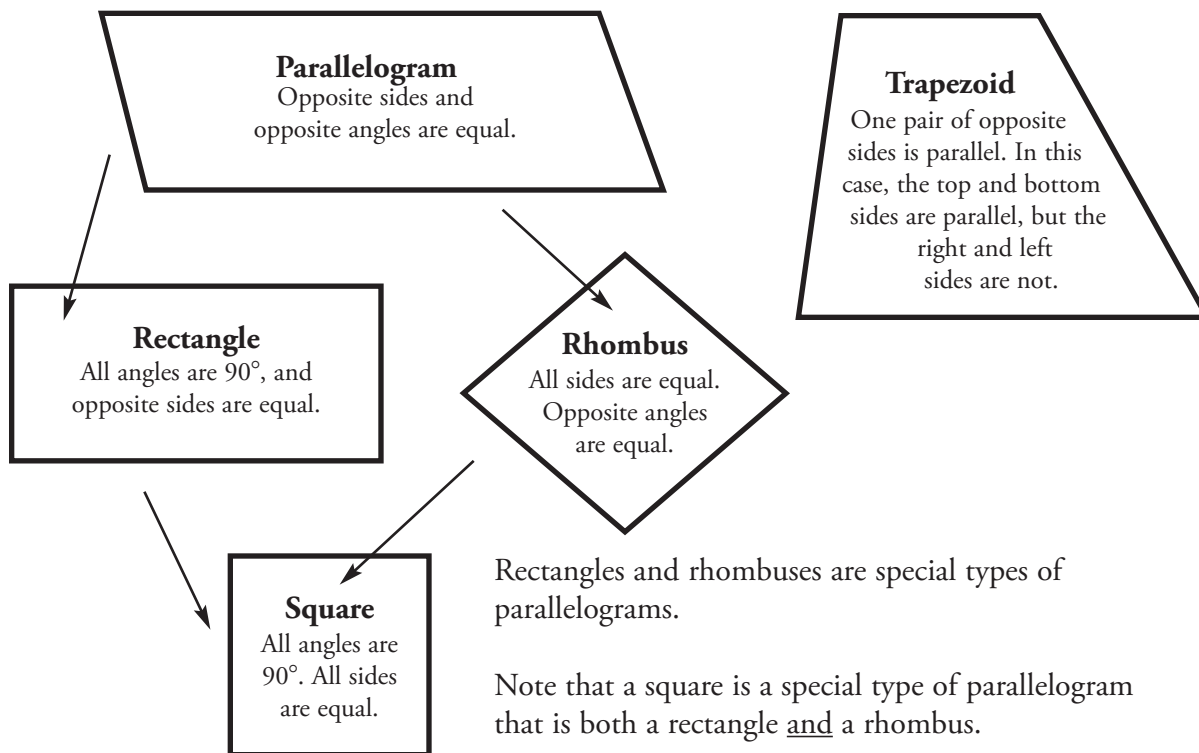 Parallelogram
Opposite sides and
opposite angles are equal.
Trapezoid
One pair of opposite
sides is parallel. In this
case, the top and bottom
sides are parallel, but the
right and left
sides are not.
Rectangle
All angles are 90°, and
opposite sides are equal.
Rhombus
All sides are equal.
Opposite angles
are equal.
Square
All angles are
90°. All sides
are equal.
Rectangles and rhombuses are special types of
parallelograms.
Note that a square is a special type of parallelogram
that is both a rectangle and a rhombus.